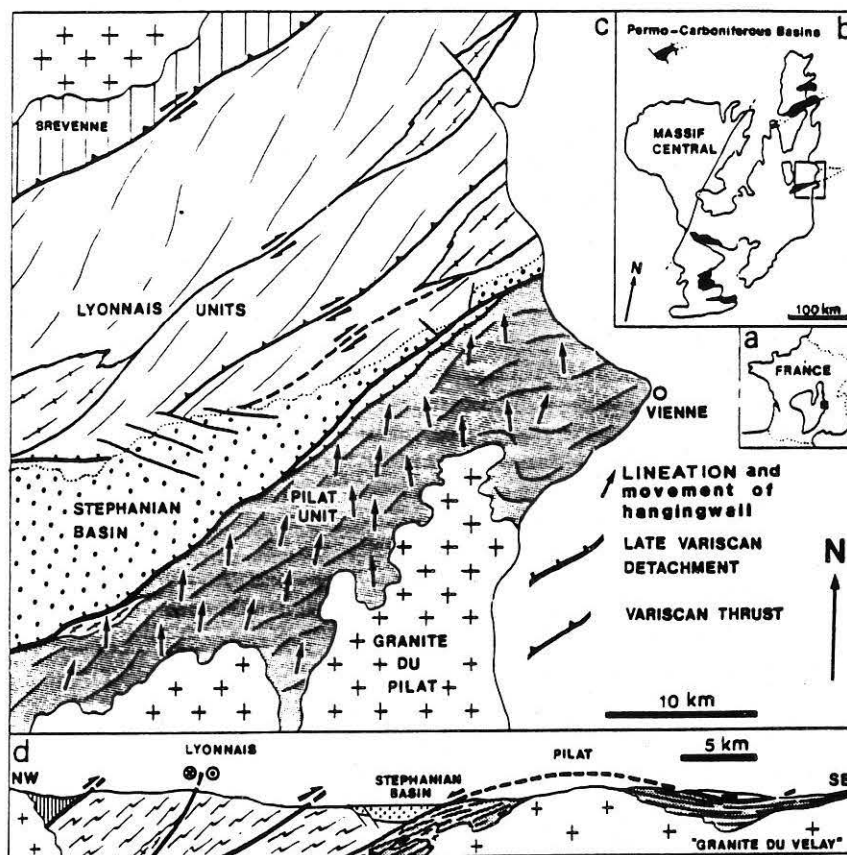 c
Permo-Carboniferous Basins
b
BREVENNE
MASSIF
CENTRAL
N
100 km
LYONNAIS UNITS
a
FRANCE
VIENNE
STEPHANIAN
BASIN
PILAT
UNIT
LINEATION and
movement of
hangingwall
LATE VARISCAN
DETACHMENT
N
VARISCAN THRUST
GRANITE
DU
PILAT
10 km
d
LYONNAIS
5 km
NW
STEPHANIAN
BASIN
PILAT
SE
"GRANITE DU VELAY"